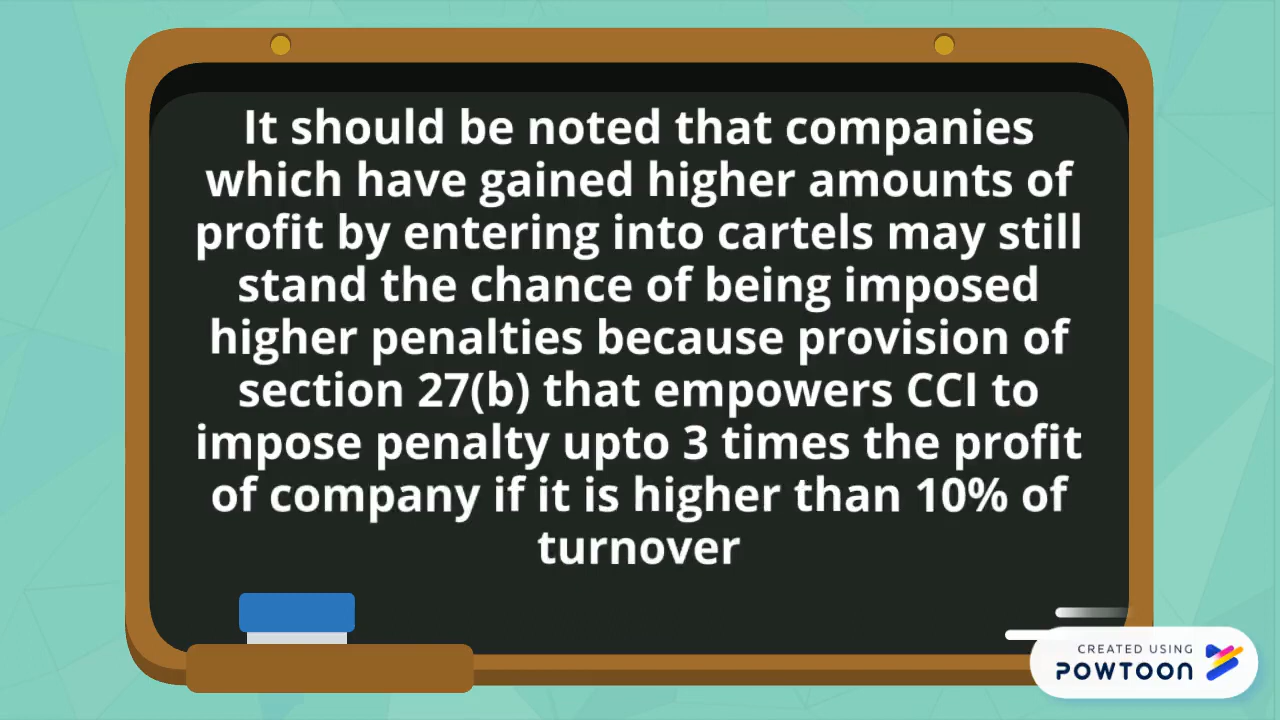 It should be noted that companies
which have gained higher amounts of
profit by entering into cartels may still
stand the chance of being imposed
higher penalties because provision of
section 27(b) that empowers CCI to
impose penalty upto 3 times the profit
of company if it is higher than 10% of
turnover
CREATED USING
POWTOON